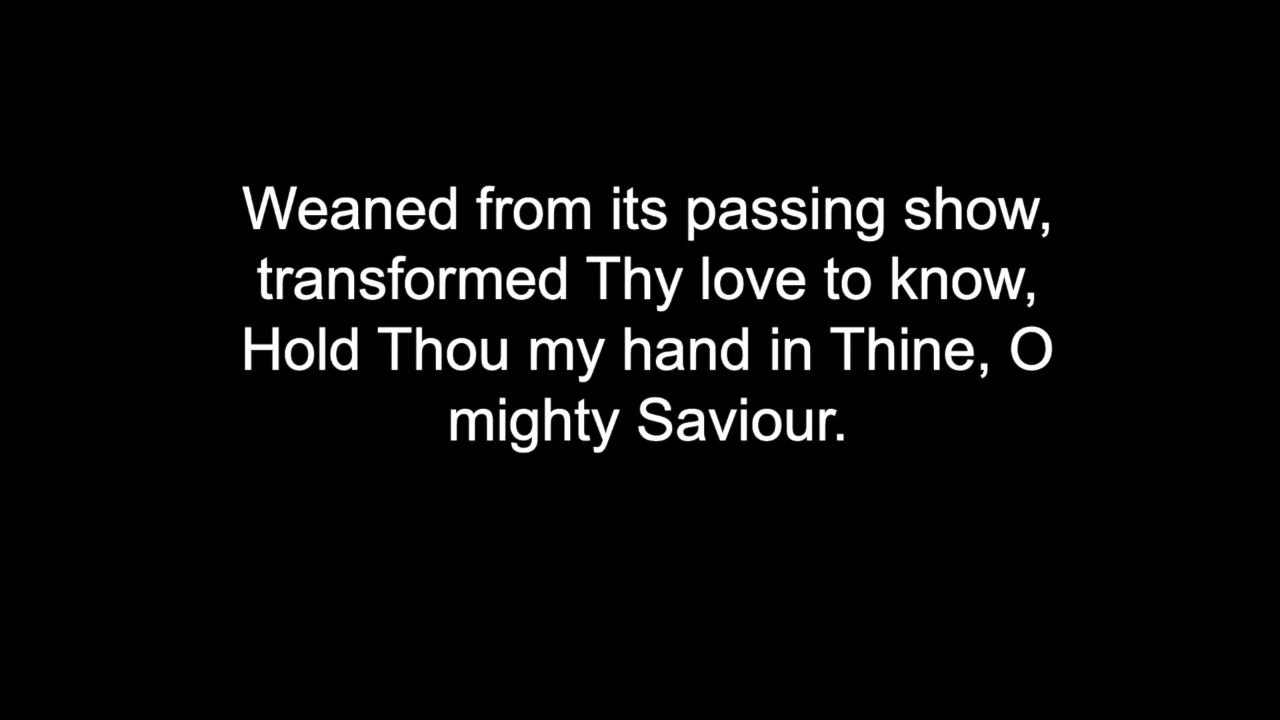 Weaned from its passing show,
transformed Thy love to know,
Hold Thou my hand in Thine, O
mighty Saviour.